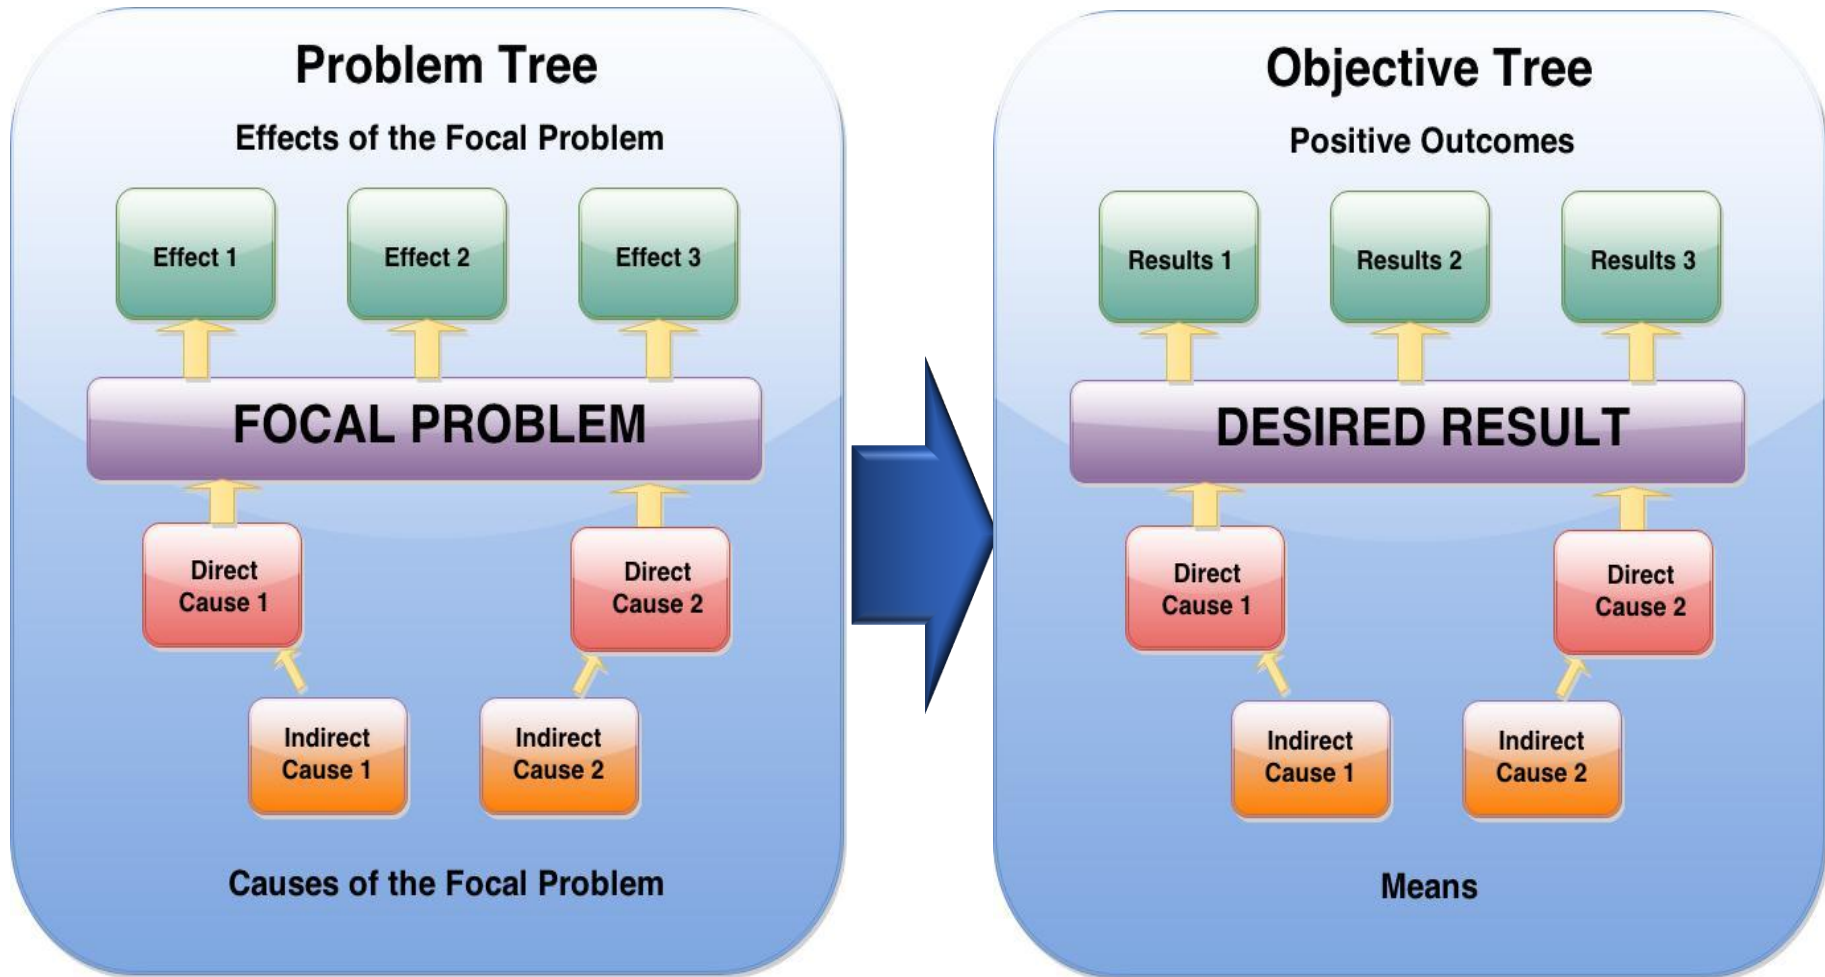 Problem Tree
Effects of the Focal Problem
Effect 1
Effect 2
Effect 3
FOCAL PROBLEM
Direct
Cause 1
Direct
Cause 2
Indirect
Cause 1
Indirect
Cause 2
Causes of the Focal Problem
Objective Tree
Positive Outcomes
Results 1
Results 2
Results 3
DESIRED RESULT
Direct
Cause 1
Direct
Cause 2
Indirect
Cause 1
Indirect
Cause 2
Means